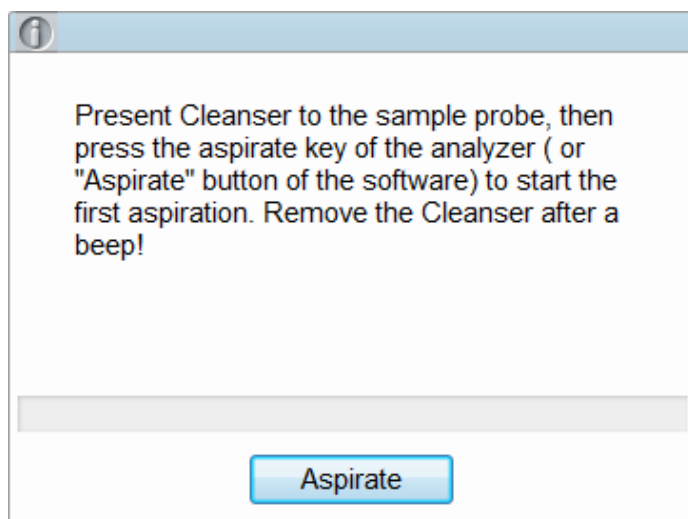 Present Cleanser to the sample probe, then
press the aspirate key of the analyzer ( or
"Aspirate" button of the software) to start the
first aspiration. Remove the Cleanser after a
beep!
Aspirate